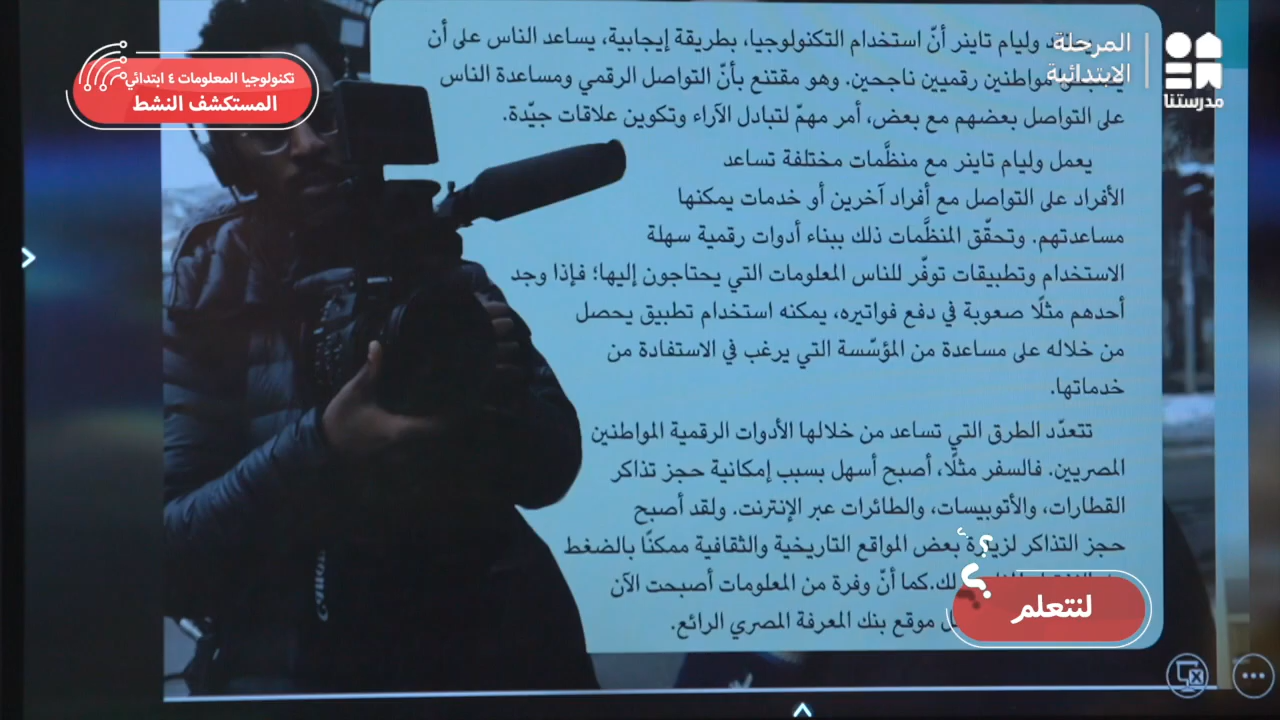 تكنولوجيا المعلومات ٤ ابتدائي
المستكشف النشط
المرحلة
الابتدائية
مدرستنا
وليام تاينر أنّ استخدام التكنولوجيا، بطريقة إيجابية، يساعد الناس على أن
مواطنين رقميين ناجحين. وهو مقتنع بأنّ التواصل الرقمي ومساعدة الناس
على التواصل بعضهم مع بعض، أمر مهمّ لتبادل الآراء وتكوين علاقات جيّدة.
يعمل وليام تاينر مع منظَّمات مختلفة تساعد
الأفراد على التواصل مع أفراد آخرين أو خدمات يمكنها
مساعدتهم. وتحقّق المنظَّمات ذلك ببناء أدوات رقمية سهلة
الاستخدام وتطبيقات توفّر للناس المعلومات التي يحتاجون إليها؛ فإذا وجد
أحدهم مثلًا صعوبة في دفع فواتيره، يمكنه استخدام تطبيق يحصل
من خلاله على مساعدة من المؤسّسة التي يرغب في الاستفادة من
خدماتها.
تتعدّد الطرق التي تساعد من خلالها الأدوات الرقمية المواطنين
المصريين. فالسفر مثلًا، أصبح أسهل بسبب إمكانية حجز تذاكر
القطارات، والأتوبيسات، والطائرات عبر الإنترنت. ولقد أصبح
حجز التذاكر لزيارة بعض المواقع التاريخية والثقافية ممكنًا بالضغط
كما أنّ وفرة من المعلومات أصبحت الآن
موقع بنك المعرفة المصري الرائع.
لنتعلم
Canon